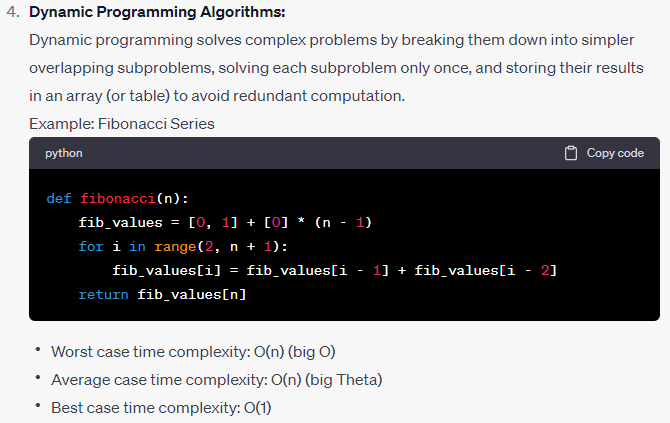 4. Dynamic Programming Algorithms:
Dynamic programming solves complex problems by breaking them down into simpler
overlapping subproblems, solving each subproblem only once, and storing their results
in an array (or table) to avoid redundant computation.
Example: Fibonacci Series
python Copy code
def fibonacci(n):
    fib_values = [0, 1] + [0] * (n - 1)
    for i in range(2, n + 1):
        fib_values[i] = fib_values[i - 1] + fib_values[i - 2]
    return fib_values[n]
• Worst case time complexity: O(n) (big O)
• Average case time complexity: O(n) (big Theta)
• Best case time complexity: O(1)